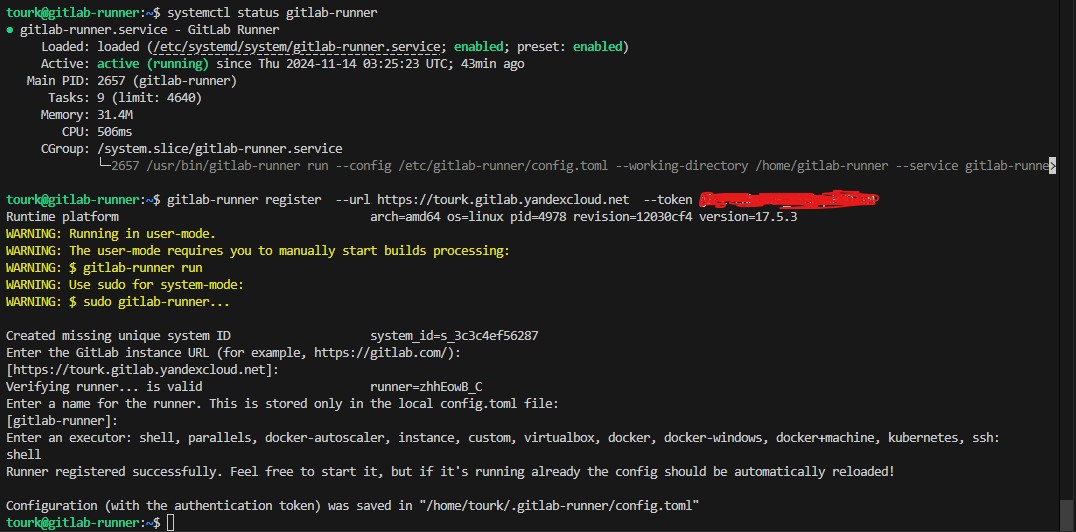 tourk@gitlab-runner:~$ systemctl status gitlab-runner
● gitlab-runner.service - GitLab Runner
Loaded: loaded (/etc/systemd/system/gitlab-runner.service; enabled; preset: enabled)
Active: active (running) since Thu 2024-11-14 03:25:23 UTC; 43min ago
Main PID: 2657 (gitlab-runner)
Tasks: 9 (limit: 4640)
Memory: 31.4M
CPU: 506ms
CGroup: /system.slice/gitlab-runner.service
└─2657 /usr/bin/gitlab-runner run --config /etc/gitlab-runner/config.toml --working-directory /home/gitlab-runner --service gitlab-runne>
tourk@gitlab-runner:~$ gitlab-runner register --url https://tourk.gitlab.yandexcloud.net --token
Runtime platform arch=amd64 os=linux pid=4978 revision=12030cf4 version=17.5.3
WARNING: Running in user-mode.
WARNING: The user-mode requires you to manually start builds processing:
WARNING: $ gitlab-runner run
WARNING: Use sudo for system-mode:
WARNING: $ sudo gitlab-runner...
Created missing unique system ID system_id=s_3c3c4ef56287
Enter the GitLab instance URL (for example, https://gitlab.com/):
[https://tourk.gitlab.yandexcloud.net]:
Verifying runner... is valid runner=zhhEowB_C
Enter a name for the runner. This is stored only in the local config.toml file:
[gitlab-runner]:
Enter an executor: shell, parallels, docker-autoscaler, instance, custom, virtualbox, docker, docker-windows, docker+machine, kubernetes, ssh:
shell
Runner registered successfully. Feel free to start it, but if it's running already the config should be automatically reloaded!
Configuration (with the authentication token) was saved in "/home/tourk/.gitlab-runner/config.toml"
tourk@gitlab-runner:~$